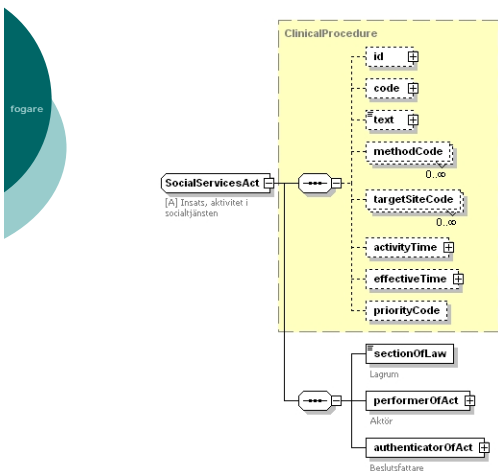 ClinicalProcedure
id
code
fogare
text
methodCode
0..∞
SocialServicesAct
[A] Insats, aktivitet i
socialtjänsten
targetSiteCode
0..∞
activityTime
effectiveTime
priorityCode
sectionOfLaw
Lagrum
performerOfAct
Aktör
authenticatorOfAct
Beslutsfattare